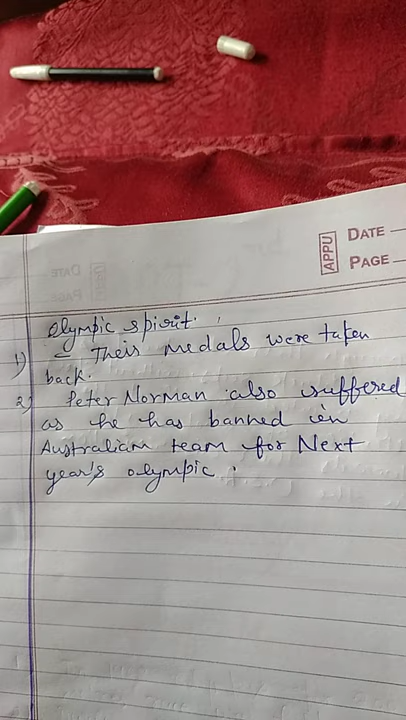 APPU
DATE
PAGE
Olympic spirit.
1) - Their medals were taken
back.
2) Peter Norman also suffered
as he has banned in
Australian team for Next
year's olympic.